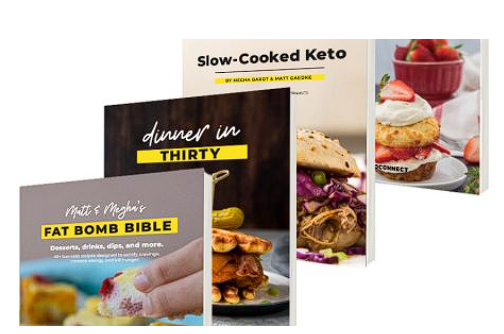 Slow-Cooked Keto
BY MEGHA BAROT & MATT GAEDKE
dinner in
THIRTY
CONNECT
Matt & Megha's
FAT BOMB BIBLE
Desserts, drinks, dips, and more.